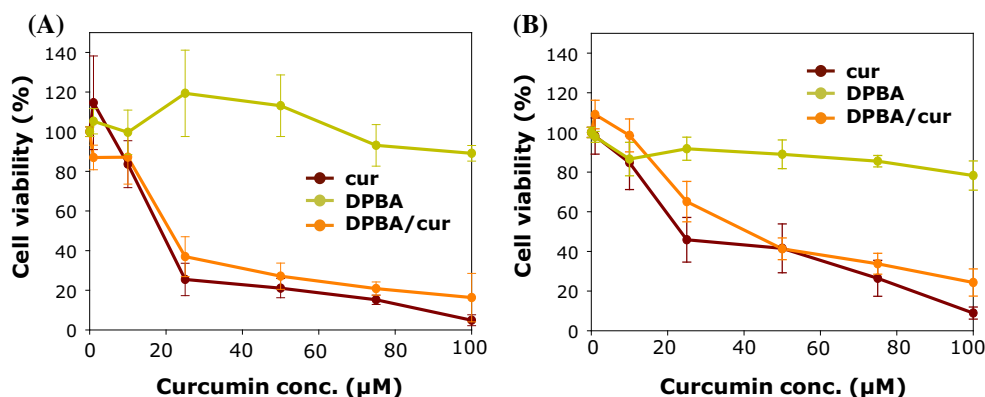 (A)
140
120
100
80
60
40
20
0
Cell viability (%)
cur
DPBA
DPBA/cur
0 20 40 60 80 100
Curcumin conc. (μM)
(B)
140
120
100
80
60
40
20
0
Cell viability (%)
cur
DPBA
DPBA/cur
0 20 40 60 80 100
Curcumin conc. (μM)